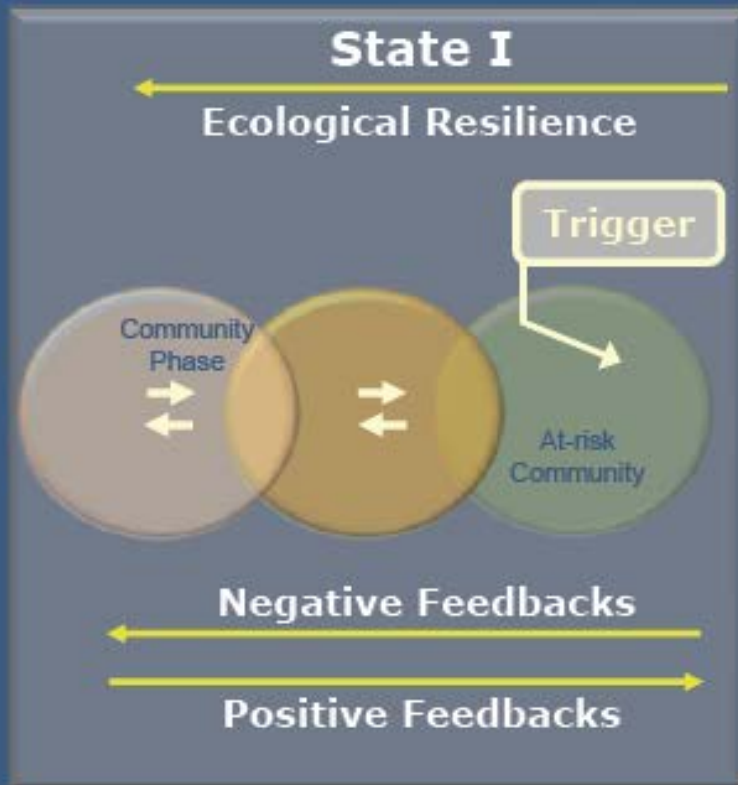 State I
Ecological Resilience
Trigger
Community
Phase
At-risk
Community
Negative Feedbacks
Positive Feedbacks